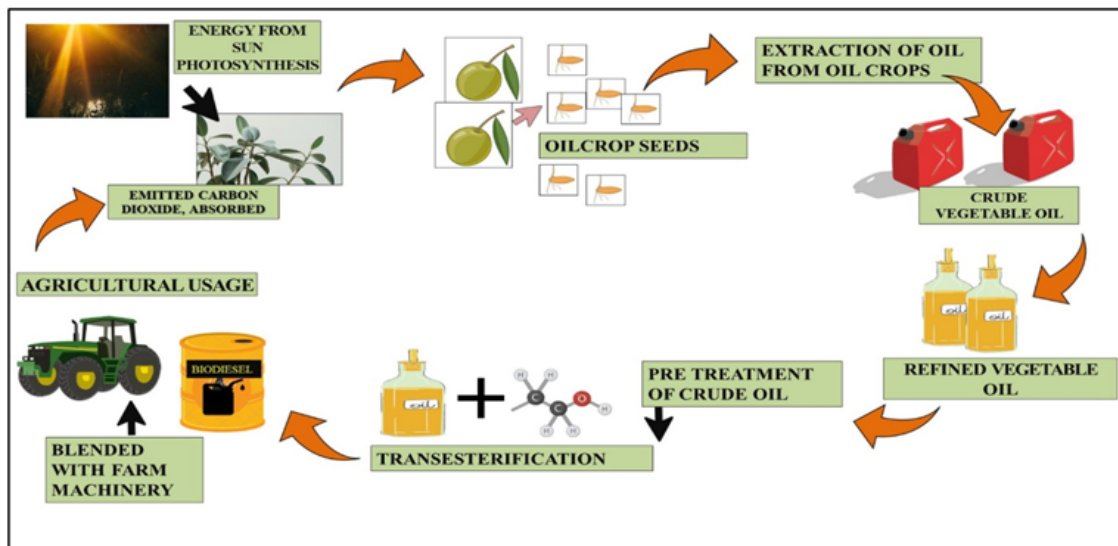 ENERGY FROM
SUN
PHOTOSYNTHESIS
EMITTED CARBON
DIOXIDE, ABSORBED
OILCROP SEEDS
EXTRACTION OF OIL
FROM OIL CROPS
CRUDE
VEGETABLE OIL
oil
oil
REFINED VEGETABLE
OIL
PRE TREATMENT
OF CRUDE OIL
oil
+
H
H
C
C
O
H
H
H
TRANSESTERIFICATION
AGRICULTURAL USAGE
BIODIESEL
BLENDED
WITH FARM
MACHINERY